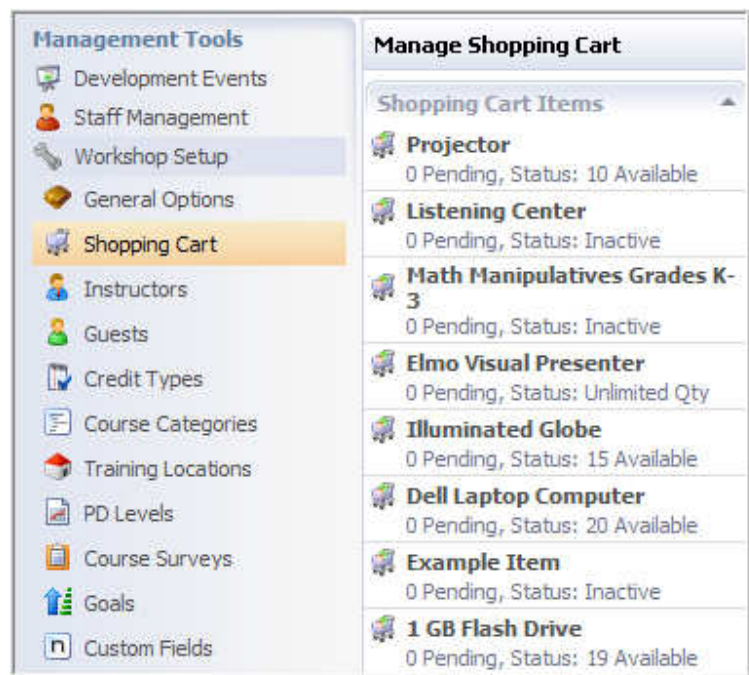 Management Tools
Development Events
Staff Management
Workshop Setup
General Options
Shopping Cart
Instructors
Guests
Credit Types
Course Categories
Training Locations
PD Levels
Course Surveys
Goals
Custom Fields
Manage Shopping Cart
Shopping Cart Items
Projector
0 Pending, Status: 10 Available
Listening Center
0 Pending, Status: Inactive
Math Manipulatives Grades K-
3
0 Pending, Status: Inactive
Elmo Visual Presenter
0 Pending, Status: Unlimited Qty
Illuminated Globe
0 Pending, Status: 15 Available
Dell Laptop Computer
0 Pending, Status: 20 Available
Example Item
0 Pending, Status: Inactive
1 GB Flash Drive
0 Pending, Status: 19 Available